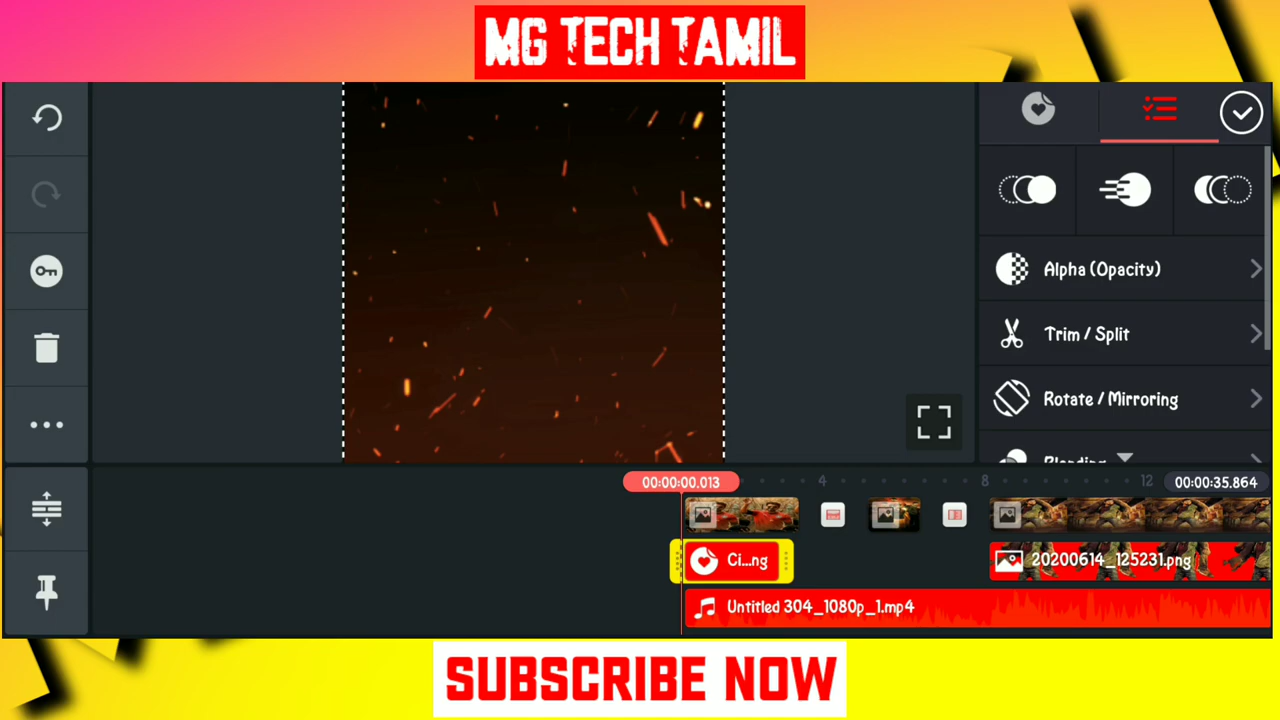 MG TECH TAMIL
Alpha (Opacity)
Trim / Split
Rotate / Mirroring
Blending
00:00:00.013
4
8
12
00:00:35.864
Ci...ng
20200614_125231.png
Untitled 304_1080p_1.mp4
SUBSCRIBE NOW